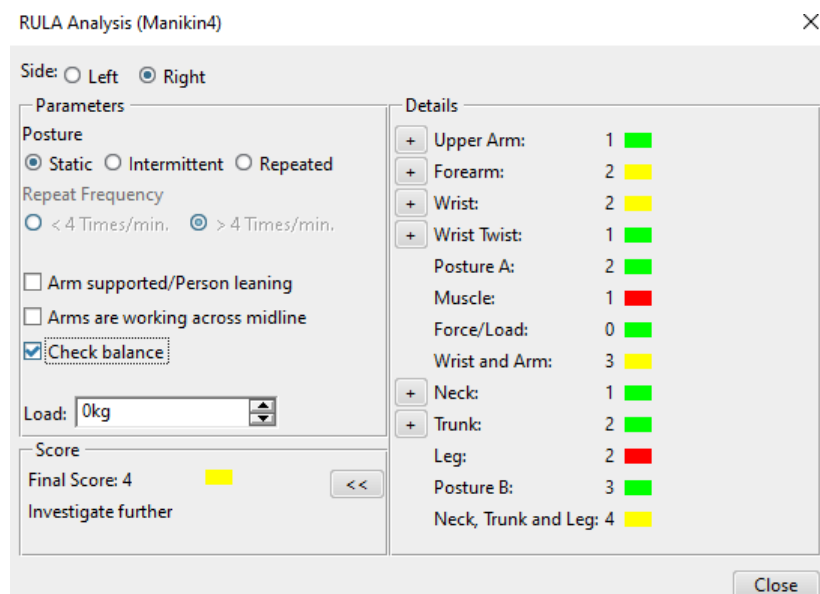 RULA Analysis (Manikin4)
Side: Left Right
Parameters
Posture
Static Intermittent Repeated
Repeat Frequency
< 4 Times/min. > 4 Times/min.
Arm supported/Person leaning
Arms are working across midline
Check balance
Load: 0kg
Score
Final Score: 4
<<
Investigate further
Details
+ Upper Arm: 1
+ Forearm: 2
+ Wrist: 2
+ Wrist Twist: 1
Posture A: 2
Muscle: 1
Force/Load: 0
Wrist and Arm: 3
+ Neck: 1
+ Trunk: 2
Leg: 2
Posture B: 3
Neck, Trunk and Leg: 4
Close